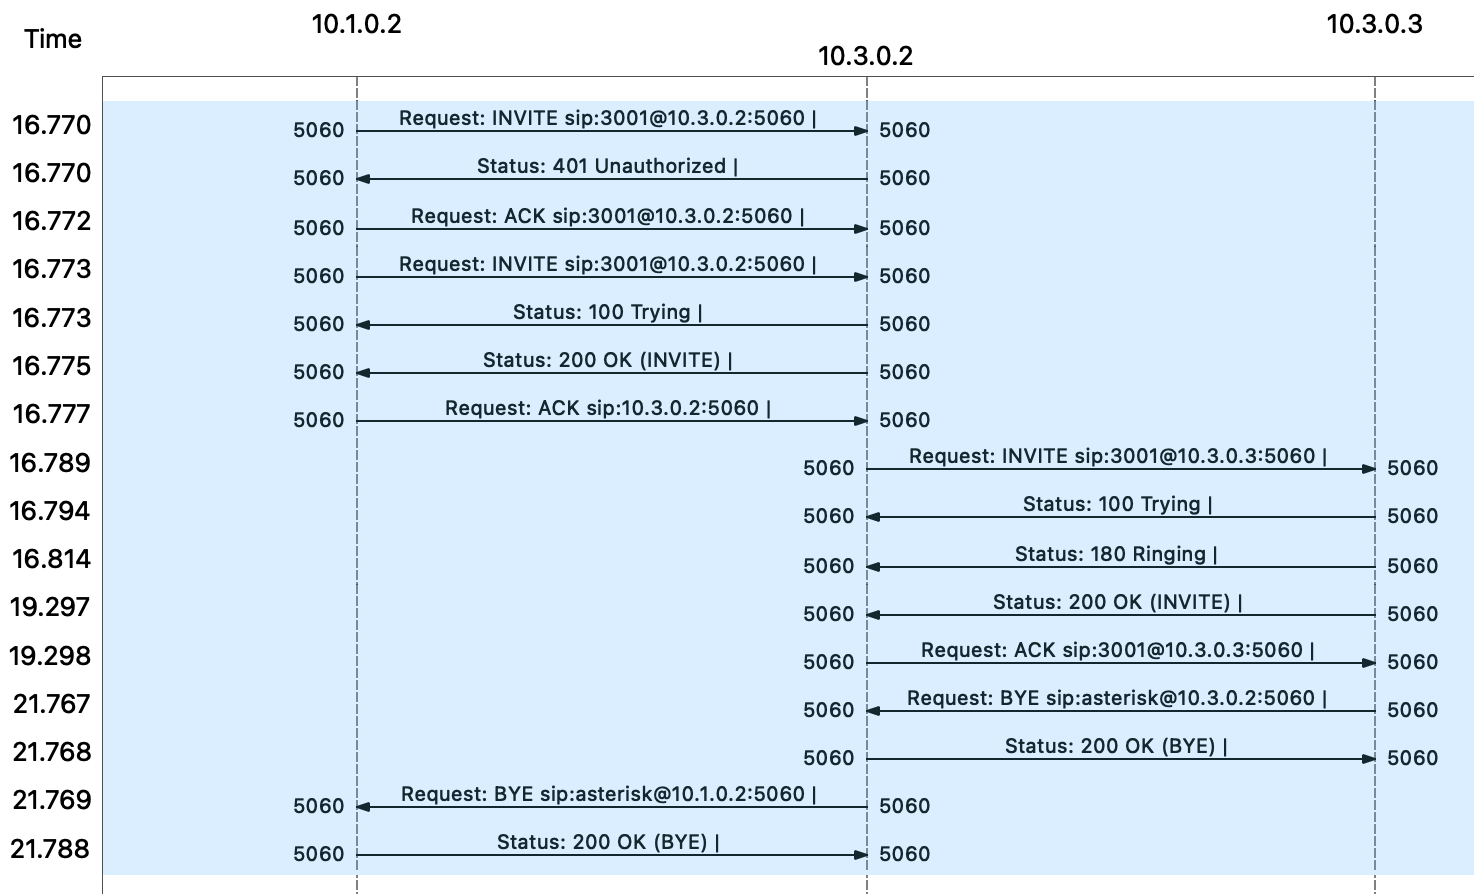 10.1.0.2 10.3.0.3
Time 10.3.0.2
16.770 5060 Request: INVITE sip:3001@10.3.0.2:5060 | 5060
16.770 5060 Status: 401 Unauthorized | 5060
16.772 5060 Request: ACK sip:3001@10.3.0.2:5060 | 5060
16.773 5060 Request: INVITE sip:3001@10.3.0.2:5060 | 5060
16.773 5060 Status: 100 Trying | 5060
16.775 5060 Status: 200 OK (INVITE) | 5060
16.777 5060 Request: ACK sip:10.3.0.2:5060 | 5060
16.789 5060 Request: INVITE sip:3001@10.3.0.3:5060 | 5060
16.794 5060 Status: 100 Trying | 5060
16.814 5060 Status: 180 Ringing | 5060
19.297 5060 Status: 200 OK (INVITE) | 5060
19.298 5060 Request: ACK sip:3001@10.3.0.3:5060 | 5060
21.767 5060 Request: BYE sip:asterisk@10.3.0.2:5060 | 5060
21.768 5060 Status: 200 OK (BYE) | 5060
21.769 5060 Request: BYE sip:asterisk@10.1.0.2:5060 | 5060
21.788 5060 Status: 200 OK (BYE) | 5060